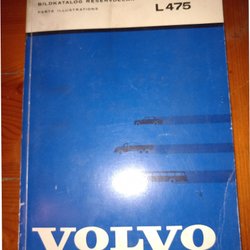 BILDKATALOG RESERVDELAR
PARTS ILLUSTRATIONS
L 475
VOLVO